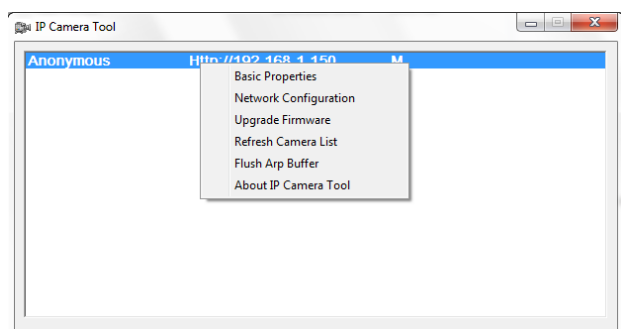 IP Camera Tool
Anonymous Http://192.168.1.150 M
Basic Properties
Network Configuration
Upgrade Firmware
Refresh Camera List
Flush Arp Buffer
About IP Camera Tool